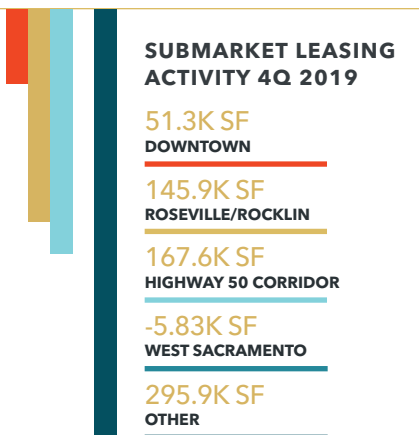 SUBMARKET LEASING
ACTIVITY 4Q 2019
51.3K SF
DOWNTOWN
145.9K SF
ROSEVILLE/ROCKLIN
167.6K SF
HIGHWAY 50 CORRIDOR
-5.83K SF
WEST SACRAMENTO
295.9K SF
OTHER